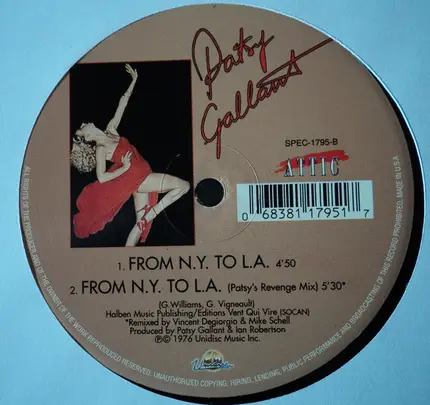 Patsy
Gallant
SPEC-1795-B
ATTIC
0 68381 17951 7
1. FROM N.Y. TO L.A. 4'50
2. FROM N.Y. TO L.A. (Patsy's Revenge Mix) 5'30*
(G.Williams, G. Vigneault)
Halben Music Publishing/Editions Vent Qui Vire (SOCAN)
*Remixed by Vincent Degiorgio & Mike Schell
Produced by Patsy Gallant & Ian Robertson
℗© 1976 Unidisc Music Inc.
Unidisc
ALL RIGHTS OF THE PRODUCER AND OF THE OWNER OF THE WORK REPRODUCED RESERVED. UNAUTHORIZED COPYING, HIRING, LENDING, PUBLIC PERFORMANCE AND BROADCASTING OF THIS RECORD PROHIBITED. MADE IN U.S.A